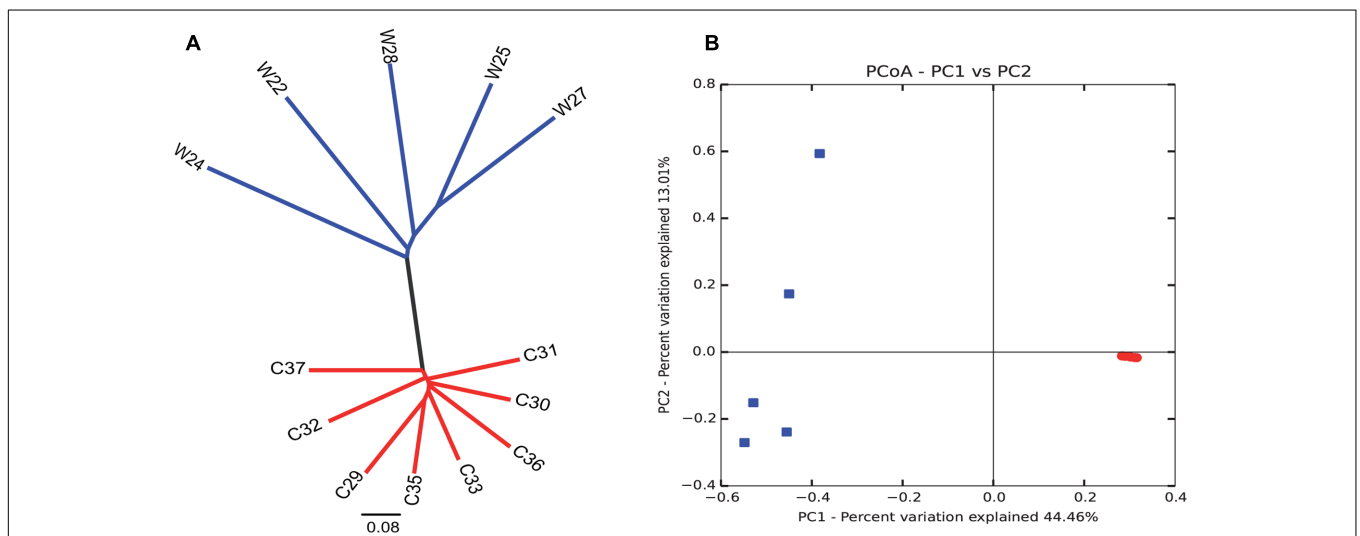 A
W24
W22
W28
W25
W27
C37
C31
C32
C30
C29
C35
C33
C36
0.08
B
PCoA - PC1 vs PC2
PC2 - Percent variation explained 13.01%
0.8
0.6
0.4
0.2
0.0
−0.2
−0.4
−0.6
−0.4
−0.2
0.0
0.2
0.4
PC1 - Percent variation explained 44.46%